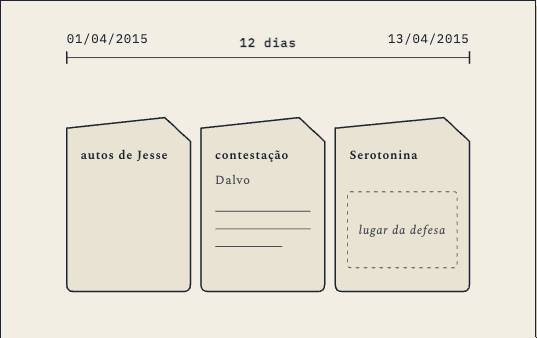 01/04/2015
12 dias
13/04/2015
autos de Jesse
contestação
Dalvo
Serotonina
lugar da defesa